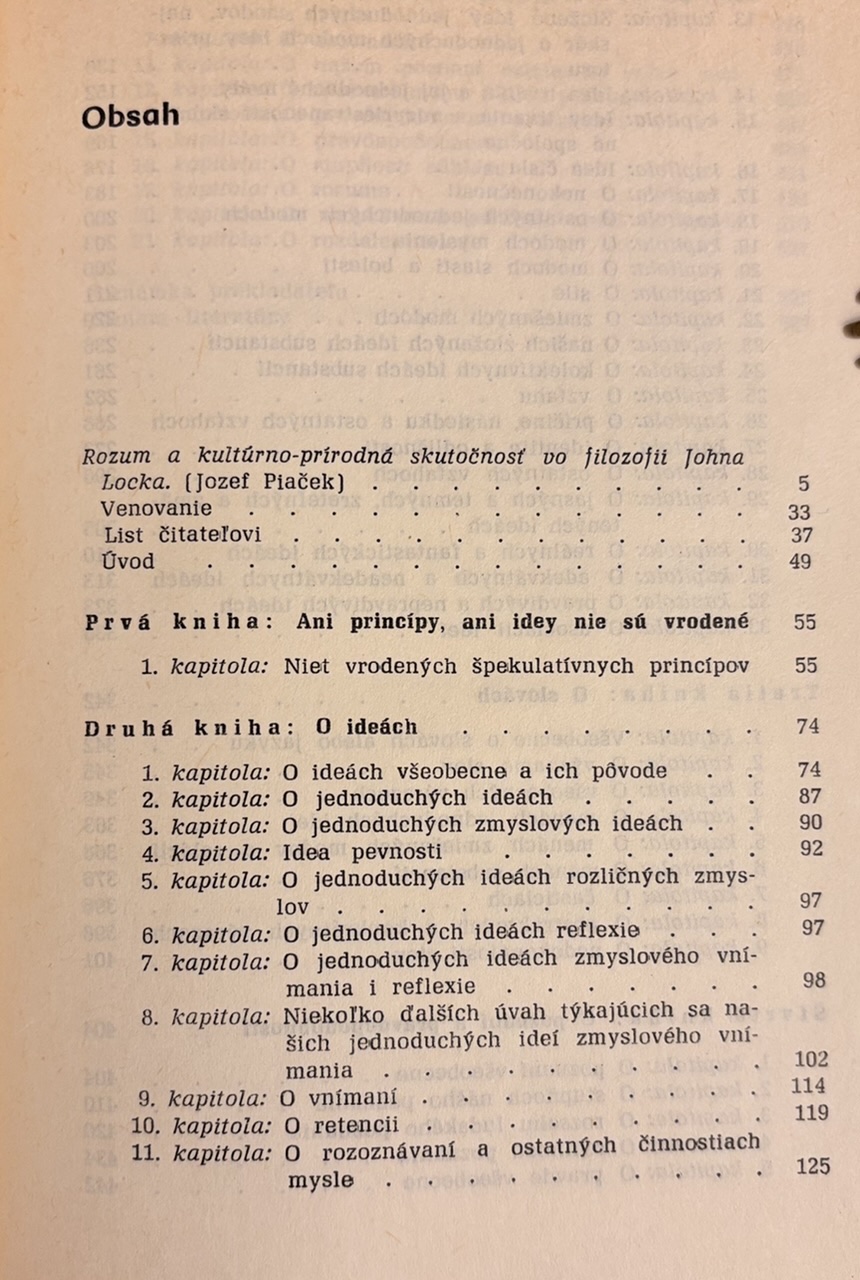 Obsah
Rozum a kultúrno-prírodná skutočnosť vo filozofii Johna
Locka. (Jozef Piaček) . . . . . . . . . . 5
Venovanie . . . . . . . . . . . . . 33
List čitateľovi . . . . . . . . . . . . 37
Úvod . . . . . . . . . . . . . . 49
Prvá kniha: Ani princípy, ani idey nie sú vrodené 55
1. kapitola: Niet vrodených špekulatívnych princípov 55
Druhá kniha: O ideách . . . . . . . . 74
1. kapitola: O ideách všeobecne a ich pôvode . . 74
2. kapitola: O jednoduchých ideách . . . . . 87
3. kapitola: O jednoduchých zmyslových ideách . . 90
4. kapitola: Idea pevnosti . . . . . . . 92
5. kapitola: O jednoduchých ideách rozličných zmys-
lov . . . . . . . . . . . 97
6. kapitola: O jednoduchých ideách reflexie . . . 97
7. kapitola: O jednoduchých ideách zmyslového vní-
mania i reflexie . . . . . . . 98
8. kapitola: Niekoľko ďalších úvah týkajúcich sa na-
šich jednoduchých ideí zmyslového vní-
mania . . . . . . . . . . 102
9. kapitola: O vnímaní . . . . . . . . . 114
10. kapitola: O retencii . . . . . . . . . 119
11. kapitola: O rozoznávaní a ostatných činnostiach
mysle . . . . . . . . . . 125